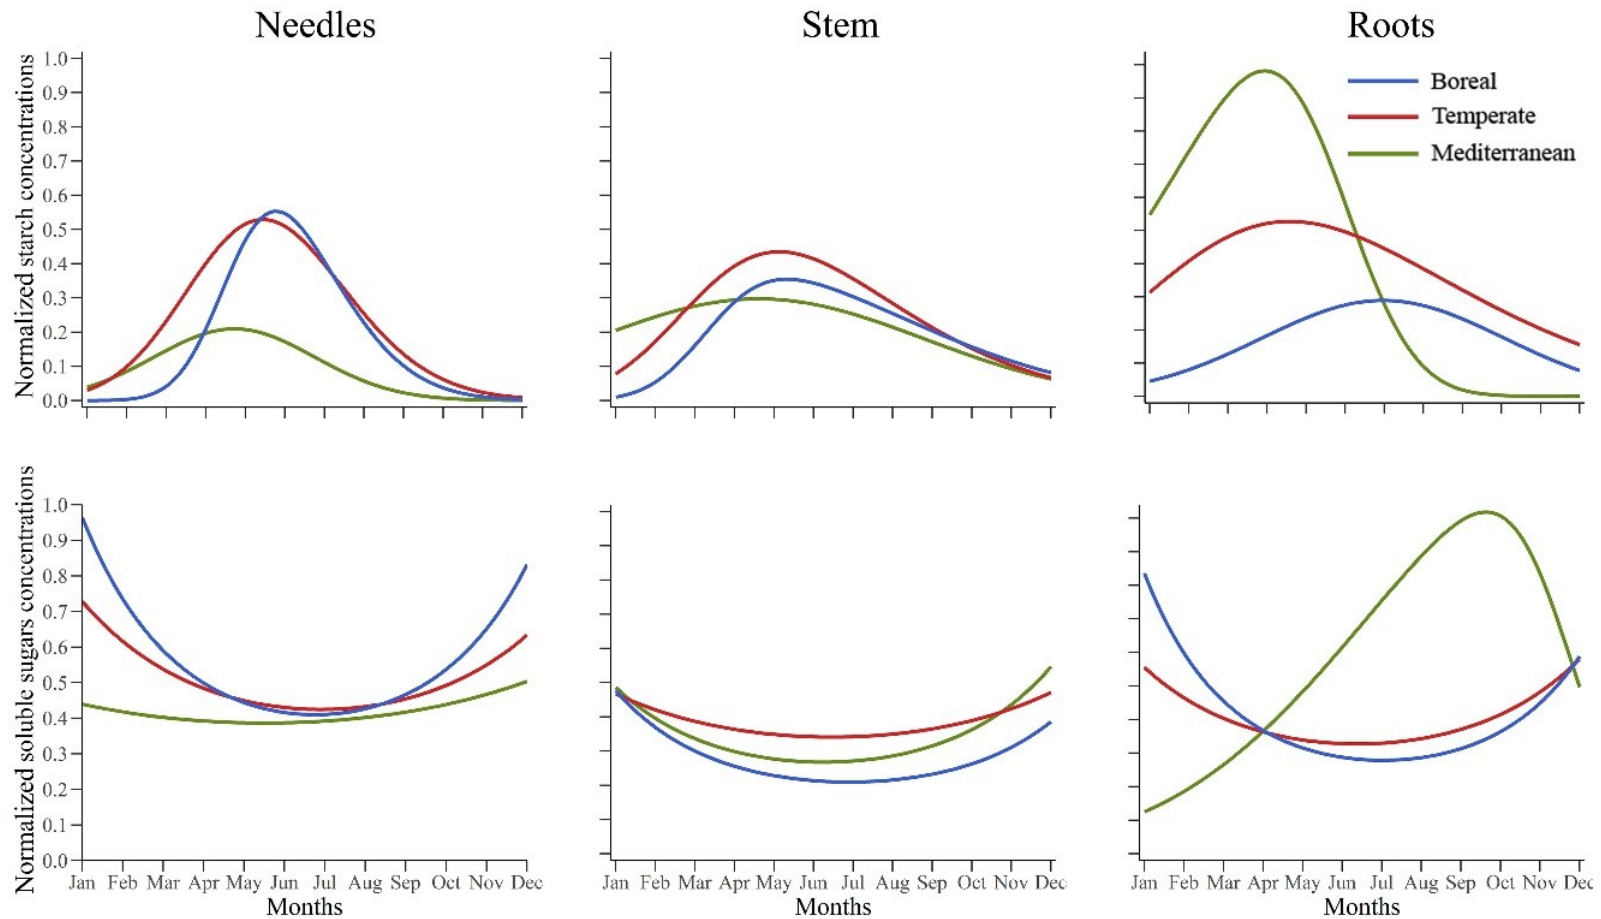 Needles
Stem
Roots
Normalized starch concentrations
1.0
0.9
0.8
0.7
0.6
0.5
0.4
0.3
0.2
0.1
0.0
Boreal
Temperate
Mediterranean
Normalized soluble sugars concentrations
1.0
0.9
0.8
0.7
0.6
0.5
0.4
0.3
0.2
0.1
0.0
Jan Feb Mar Apr May Jun Jul Aug Sep Oct Nov Dec
Months
Jan Feb Mar Apr May Jun Jul Aug Sep Oct Nov Dec
Months
Jan Feb Mar Apr May Jun Jul Aug Sep Oct Nov Dec
Months